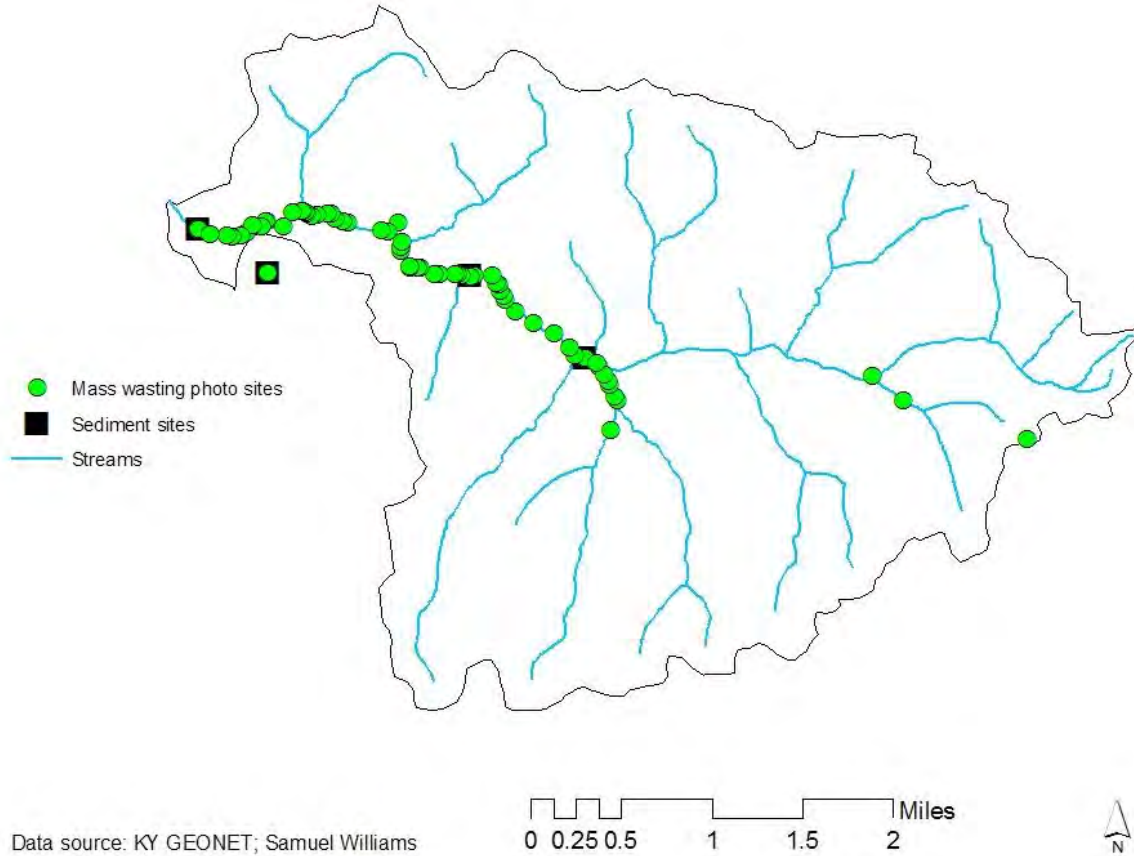 Mass wasting photo sites
Sediment sites
Streams
Miles
0 0.25 0.5 1 1.5 2
Data source: KY GEONET; Samuel Williams
N